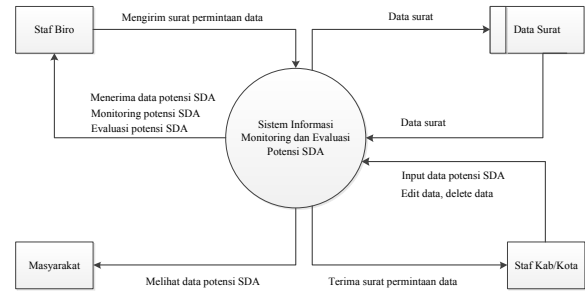 Staf Biro
Mengirim surat permintaan data
Data surat
Data Surat
Menerima data potensi SDA
Monitoring potensi SDA
Evaluasi potensi SDA
Sistem Informasi
Monitoring dan Evaluasi
Potensi SDA
Data surat
Input data potensi SDA
Edit data, delete data
Masyarakat
Melihat data potensi SDA
Terima surat permintaan data
Staf Kab/Kota